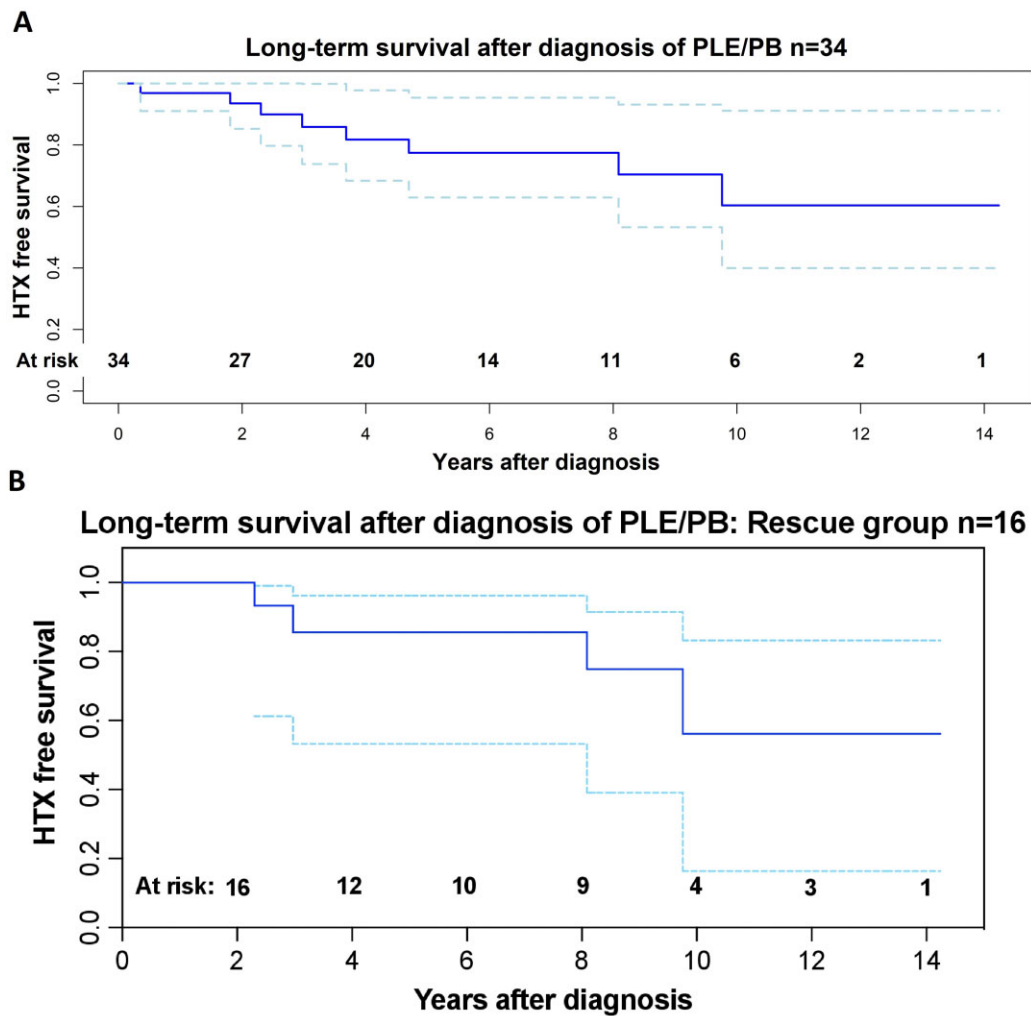 A
Long-term survival after diagnosis of PLE/PB n=34
HTX free survival
1.0
0.8
0.6
0.4
0.2
0.0
At risk 34 27 20 14 11 6 2 1
0 2 4 6 8 10 12 14
Years after diagnosis
B
Long-term survival after diagnosis of PLE/PB: Rescue group n=16
HTX free survival
1.0
0.8
0.6
0.4
0.2
0.0
At risk: 16 12 10 9 4 3 1
0 2 4 6 8 10 12 14
Years after diagnosis